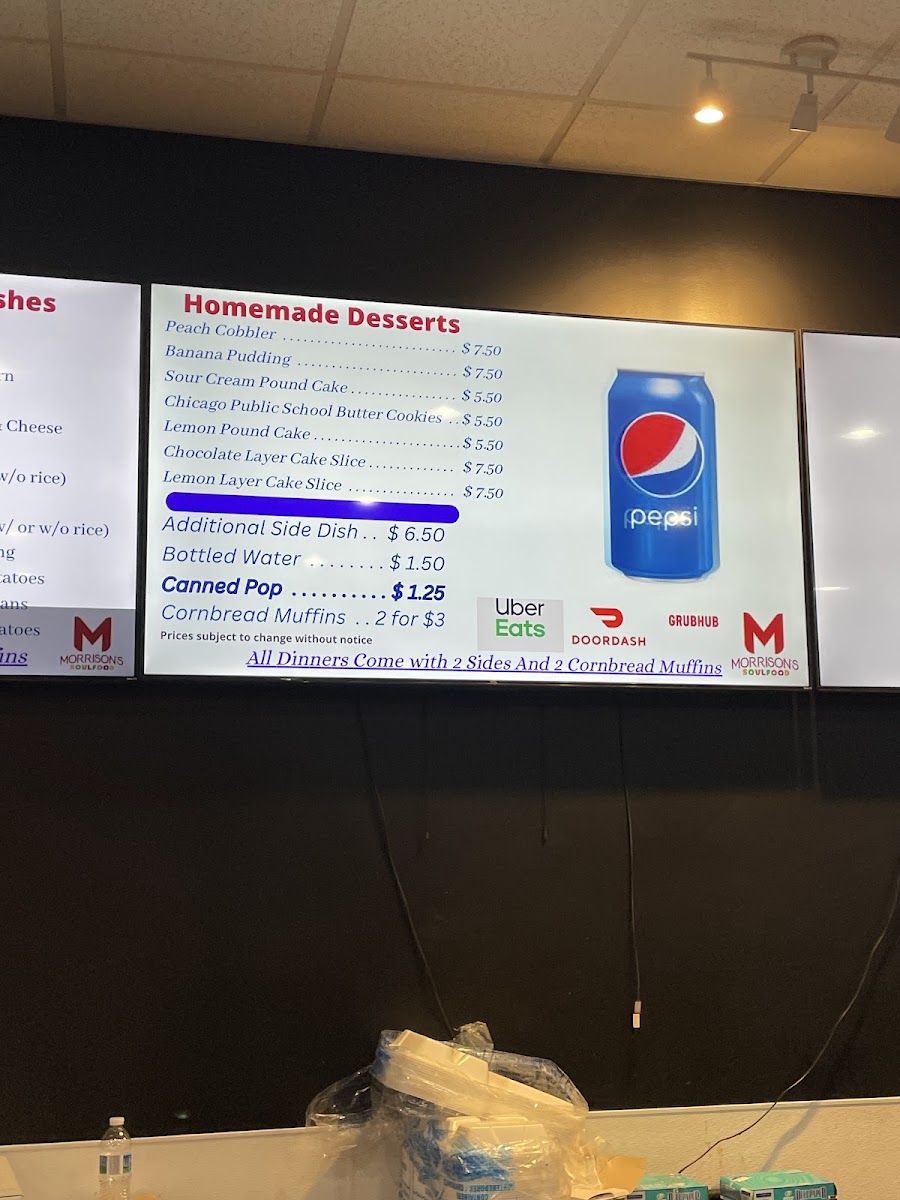 shes
rn
& Cheese
w/o rice)
w/ or w/o rice)
ng
tatoes
ans
atoes
ins
MORRISONS
SOULFOOD
Homemade Desserts
Peach Cobbler ........................... $ 7.50
Banana Pudding ......................... $ 7.50
Sour Cream Pound Cake ................. $ 5.50
Chicago Public School Butter Cookies .. $ 5.50
Lemon Pound Cake ....................... $ 5.50
Chocolate Layer Cake Slice ............. $ 7.50
Lemon Layer Cake Slice ................ $ 7.50
Additional Side Dish .. $ 6.50
Bottled Water ........ $ 1.50
Canned Pop .......... $ 1.25
Cornbread Muffins .. 2 for $3
Prices subject to change without notice
All Dinners Come with 2 Sides And 2 Cornbread Muffins
pepsi
Uber
Eats
DOORDASH
GRUBHUB
MORRISONS
SOULFOOD